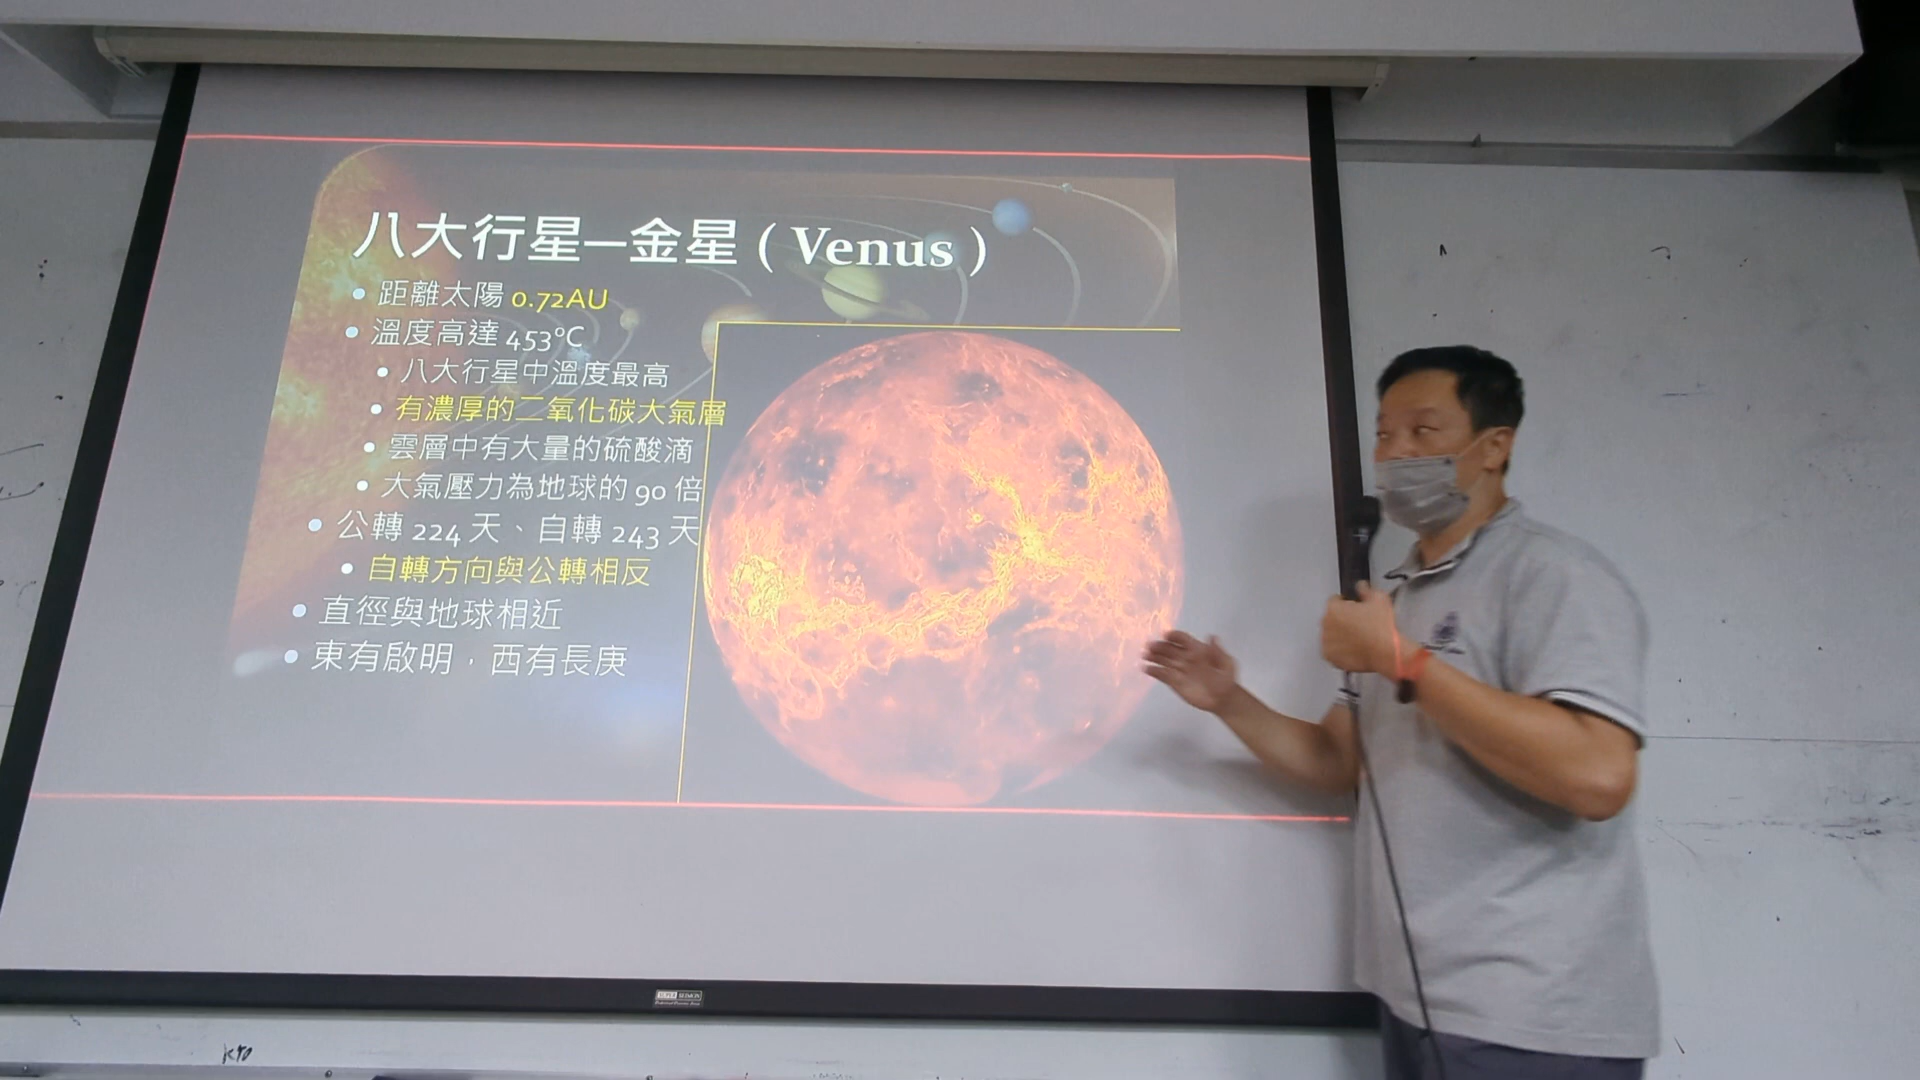 八大行星—金星（Venus）
距離太陽 0.72AU
溫度高達 453°C
八大行星中溫度最高
有濃厚的二氧化碳大氣層
雲層中有大量的硫酸滴
大氣壓力為地球的 90 倍
公轉 224 天、自轉 243 天
自轉方向與公轉相反
直徑與地球相近
東有啟明，西有長庚